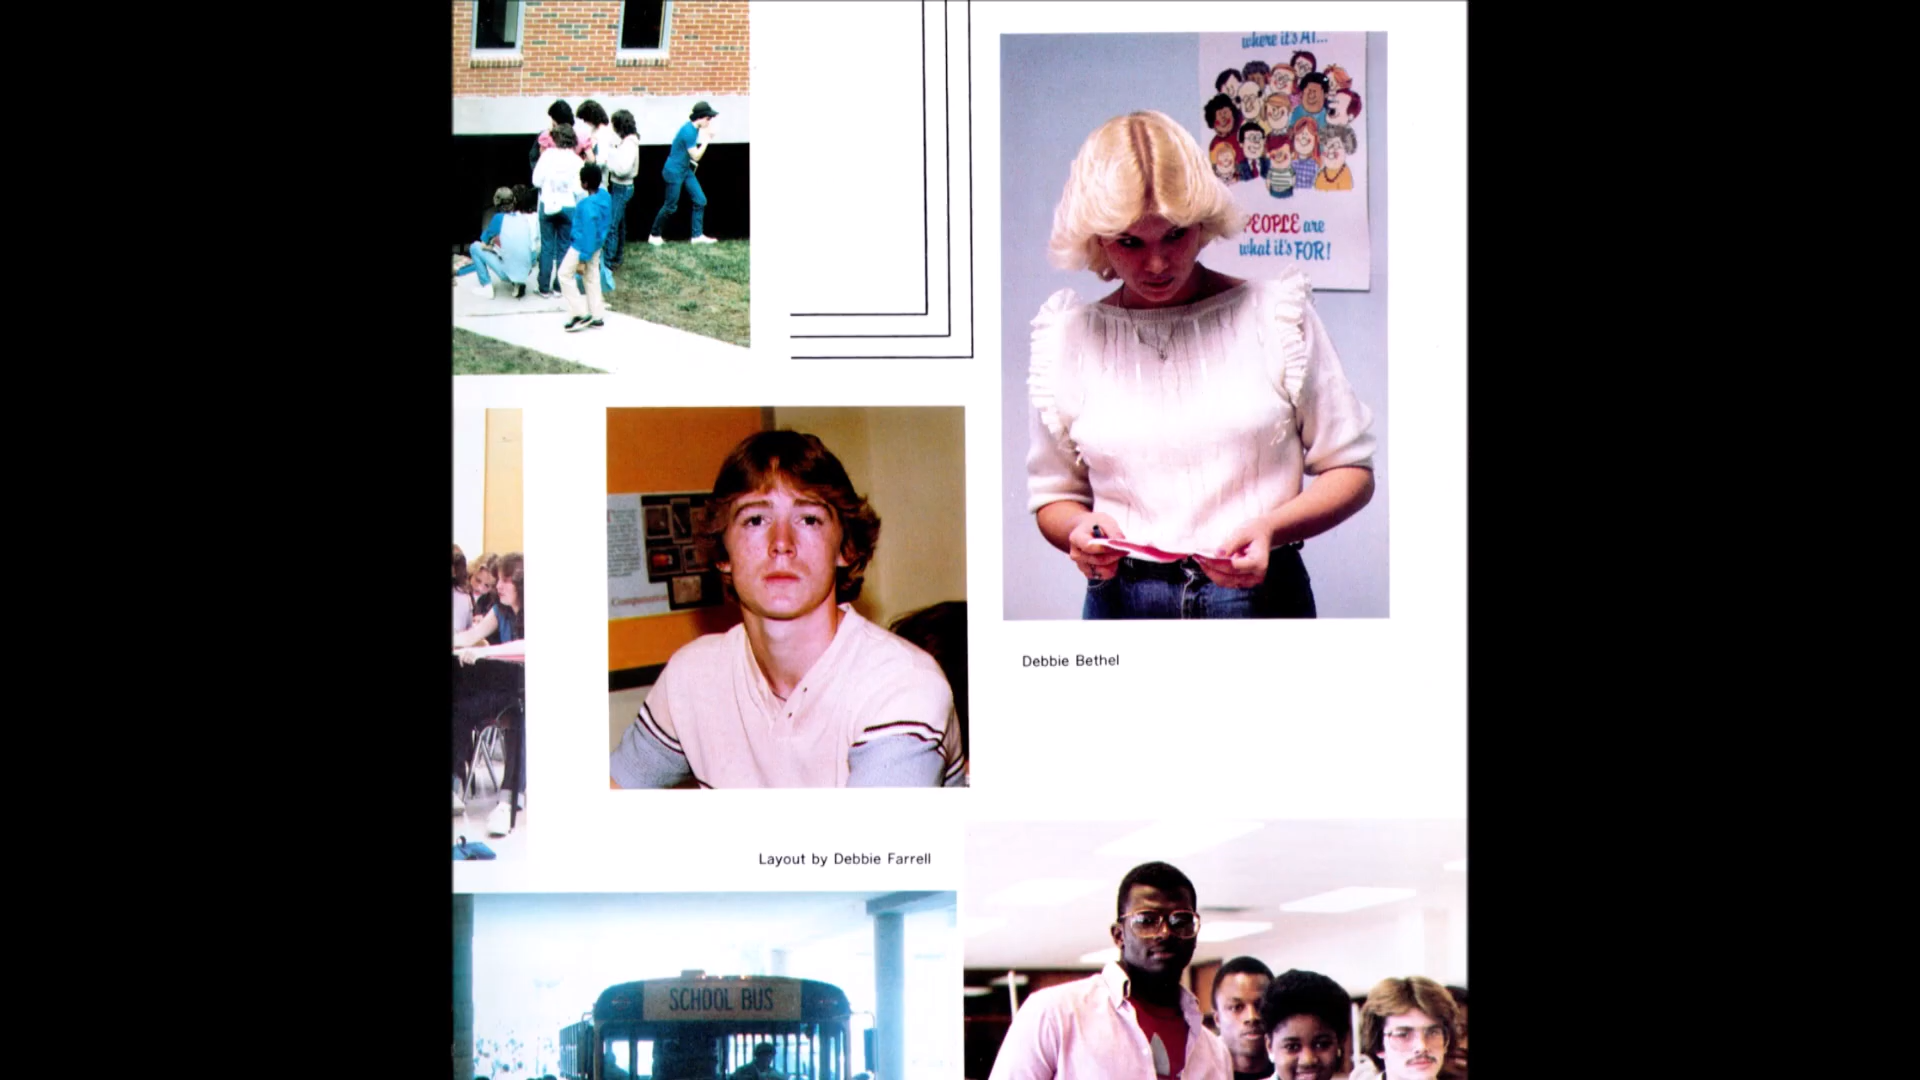 where it's AT...
PEOPLE are
what it's FOR!
Debbie Bethel
Layout by Debbie Farrell
SCHOOL BUS